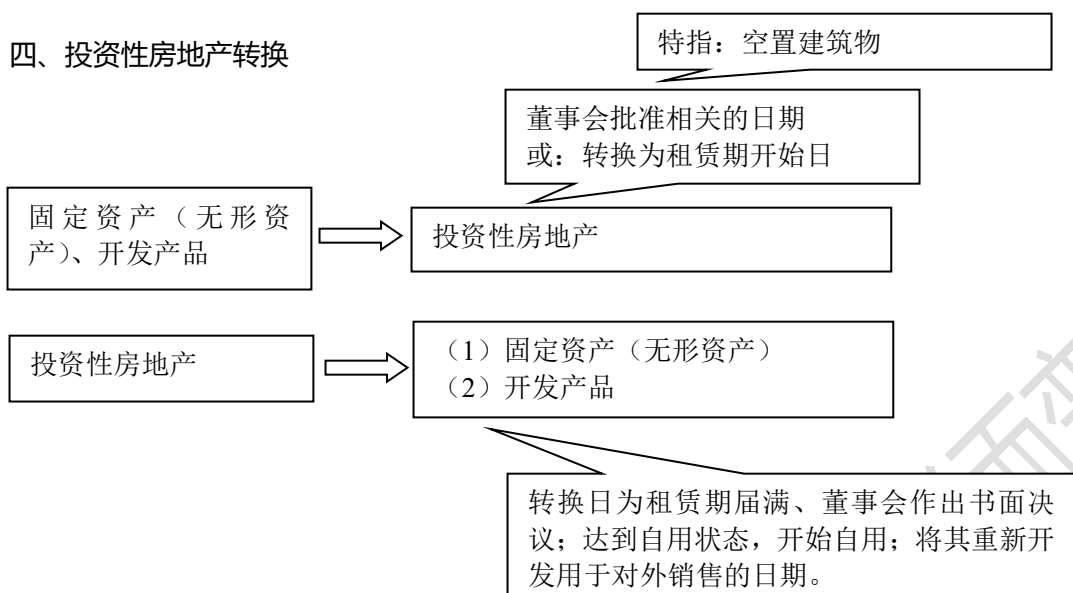 四、投资性房地产转换
特指：空置建筑物
董事会批准相关的日期
或：转换为租赁期开始日
固定资产（无形资
产）、开发产品
投资性房地产
投资性房地产
（1）固定资产（无形资产）
（2）开发产品
转换日为租赁期届满、董事会作出书面决
议；达到自用状态，开始自用；将其重新开
发用于对外销售的日期。